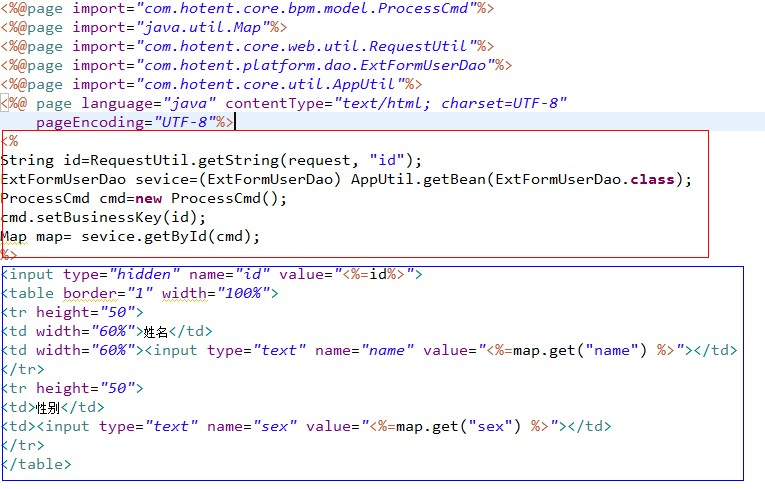 <%@page import="com.hotent.core.bpm.model.ProcessCmd"%>
<%@page import="java.util.Map"%>
<%@page import="com.hotent.core.web.util.RequestUtil"%>
<%@page import="com.hotent.platform.dao.ExtFormUserDao"%>
<%@page import="com.hotent.core.util.AppUtil"%>
<%@ page language="java" contentType="text/html; charset=UTF-8"
pageEncoding="UTF-8"%>
<%
String id=RequestUtil.getString(request, "id");
ExtFormUserDao sevice=(ExtFormUserDao) AppUtil.getBean(ExtFormUserDao.class);
ProcessCmd cmd=new ProcessCmd();
cmd.setBusinessKey(id);
Map map= sevice.getById(cmd);
%>
<input type="hidden" name="id" value="<%=id%>">
<table border="1" width="100%">
<tr height="50">
<td width="60%">姓名</td>
<td width="60%"><input type="text" name="name" value="<%=map.get("name") %>"></td>
</tr>
<tr height="50">
<td>性别</td>
<td><input type="text" name="sex" value="<%=map.get("sex") %>"></td>
</tr>
</table>